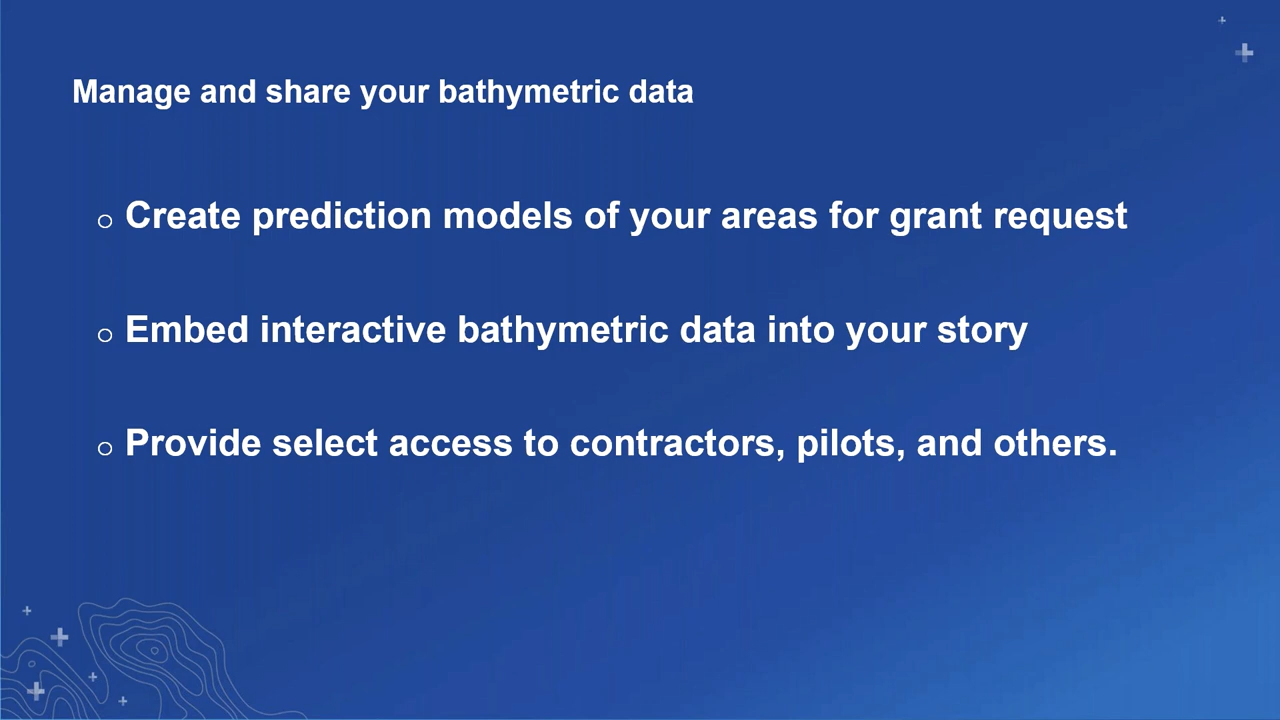 Manage and share your bathymetric data
o Create prediction models of your areas for grant request
o Embed interactive bathymetric data into your story
o Provide select access to contractors, pilots, and others.